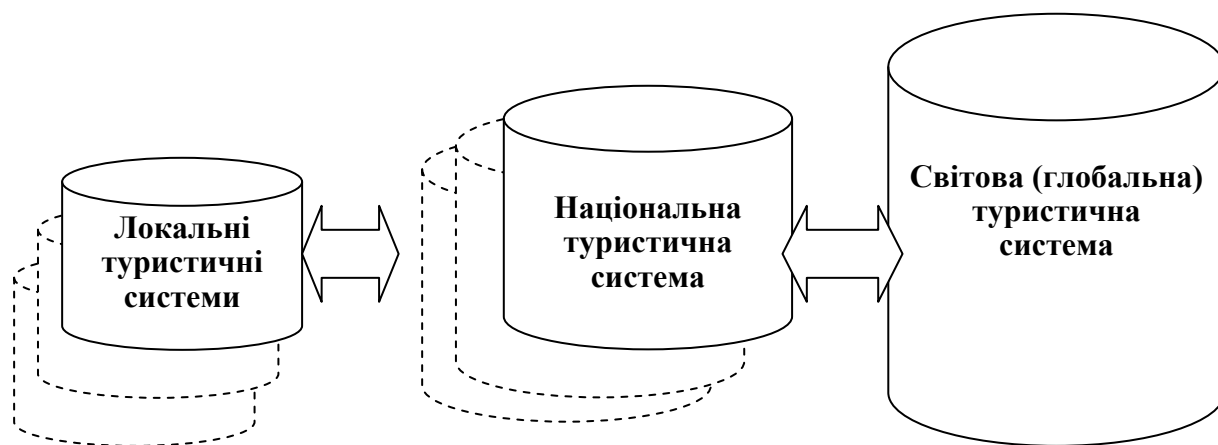 Локальні
туристичні
системи
Національна
туристична
система
Світова (глобальна)
туристична
система